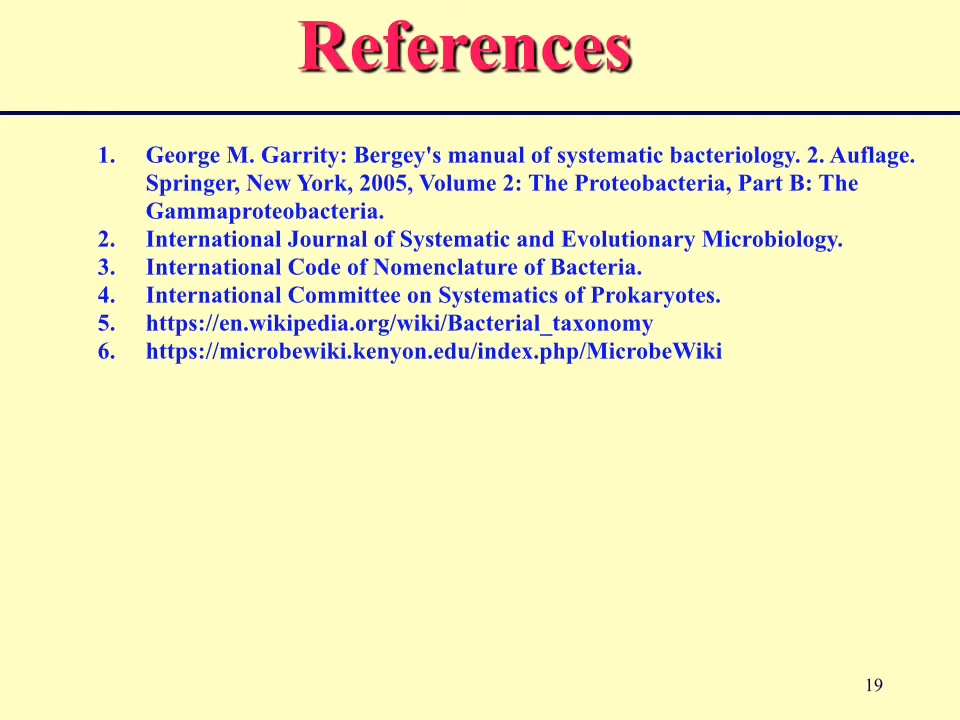 References
1. George M. Garrity: Bergey's manual of systematic bacteriology. 2. Auflage.
Springer, New York, 2005, Volume 2: The Proteobacteria, Part B: The
Gammaproteobacteria.
2. International Journal of Systematic and Evolutionary Microbiology.
3. International Code of Nomenclature of Bacteria.
4. International Committee on Systematics of Prokaryotes.
5. https://en.wikipedia.org/wiki/Bacterial_taxonomy
6. https://microbewiki.kenyon.edu/index.php/MicrobeWiki
19